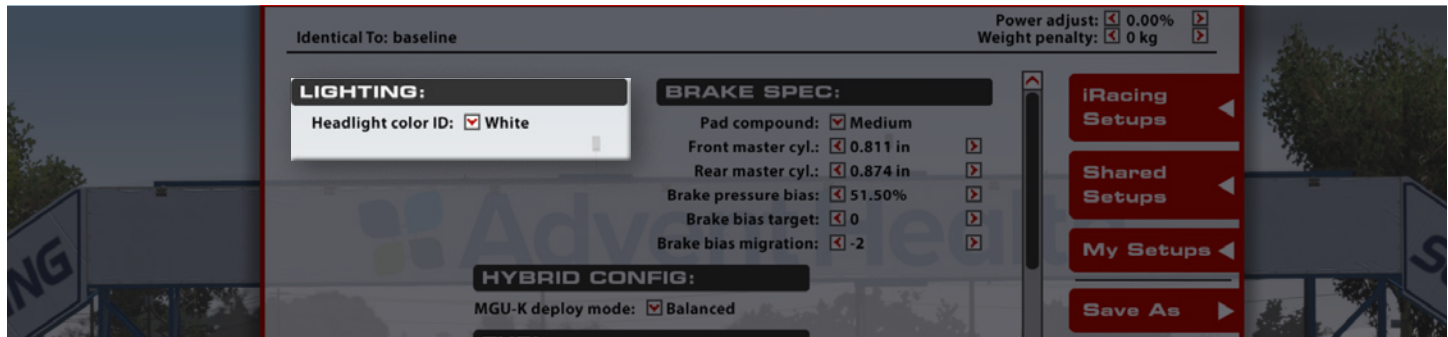 Power adjust: 0.00%
Identical To: baseline
Weight penalty: 0 kg
LIGHTING:
Headlight color ID: White
BRAKE SPEC:
Pad compound: Medium
Front master cyl.: 0.811 in
Rear master cyl.: 0.874 in
Brake pressure bias: 51.50%
Brake bias target: 0
Brake bias migration: -2
HYBRID CONFIG:
MGU-K deploy mode: Balanced
iRacing
Setups
Shared
Setups
My Setups
Save As
AdventHealth